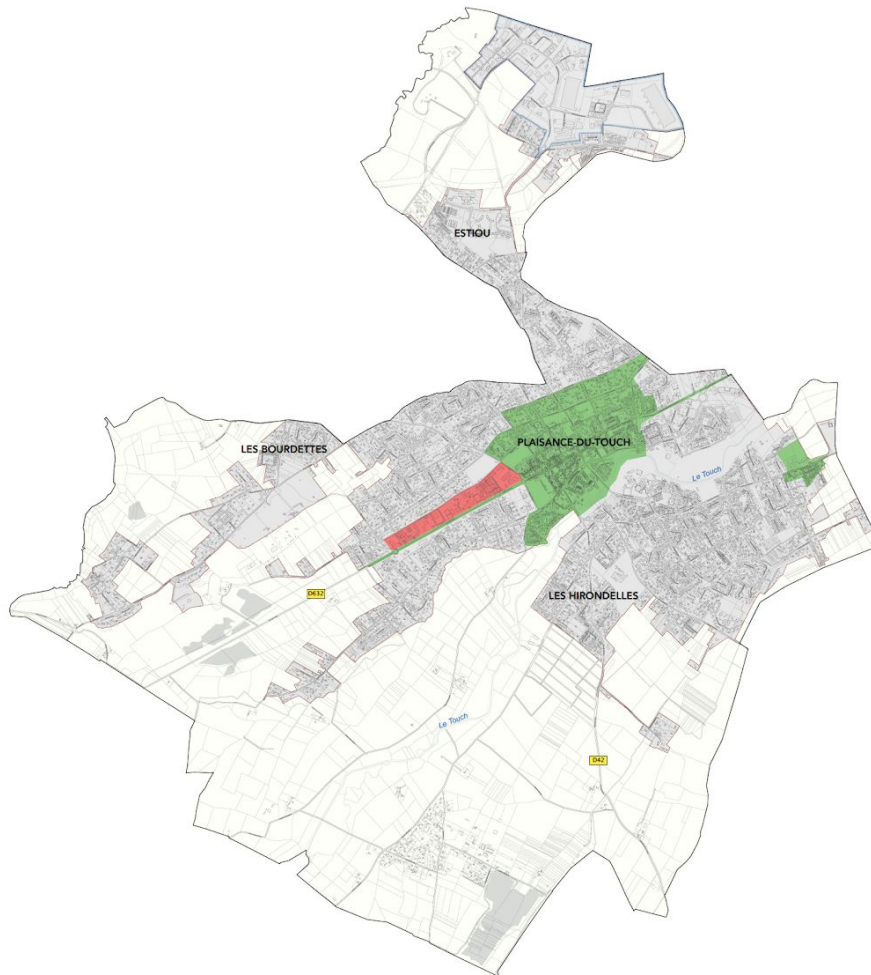 ESTIOU
LES BOURDETTES
PLAISANCE-DU-TOUCH
Le Touch
D632
LES HIRONDELLES
Le Touch
D42